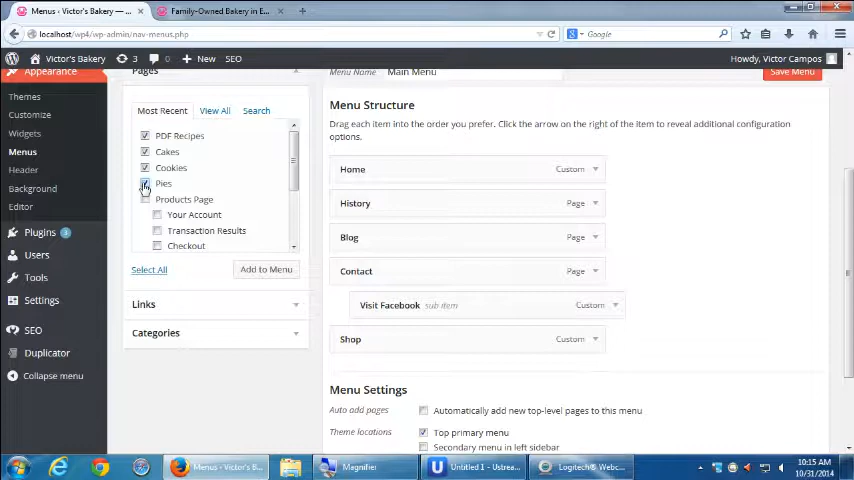 Menus ‹ Victor's Bakery — ...
Family-Owned Bakery in E...
localhost/wp4/wp-admin/nav-menus.php
Google
Victor's Bakery
3
0
New
SEO
Howdy, Victor Campos
Appearance
Themes
Customize
Widgets
Menus
Header
Background
Editor
Plugins 3
Users
Tools
Settings
SEO
Duplicator
Collapse menu
Pages
Most Recent
View All
Search
PDF Recipes
Cakes
Cookies
Pies
Products Page
Your Account
Transaction Results
Checkout
Select All
Add to Menu
Links
Categories
Menu Name
Main Menu
Save Menu
Menu Structure
Drag each item into the order you prefer. Click the arrow on the right of the item to reveal additional configuration
options.
Home Custom
History Page
Blog Page
Contact Page
Visit Facebook sub item Custom
Shop Custom
Menu Settings
Auto add pages
Automatically add new top-level pages to this menu
Theme locations
Top primary menu
Secondary menu in left sidebar
Menus ‹ Victor's B...
Magnifier
Untitled 1 - Ustrea...
Logitech® Webc...
10:15 AM
10/31/2014